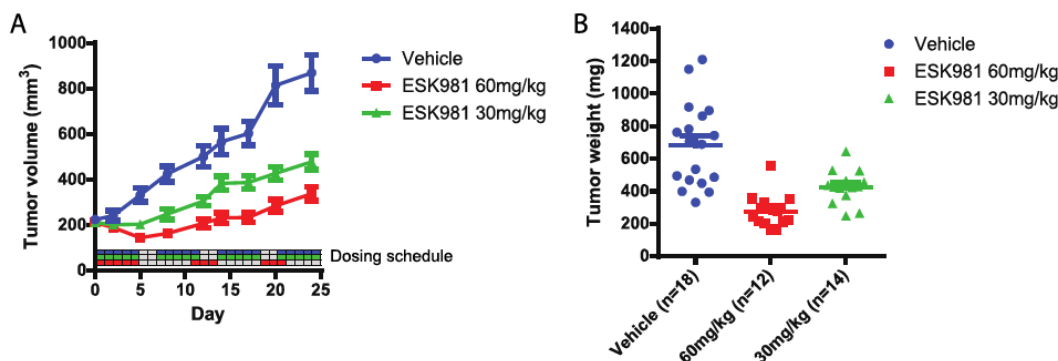 A
Tumor volume (mm³)
1000
800
600
400
200
0
0 5 10 15 20 25
Day
Vehicle
ESK981 60mg/kg
ESK981 30mg/kg
Dosing schedule
B
Tumor weight (mg)
1400
1200
1000
800
600
400
200
0
Vehicle (n=18)
60mg/kg (n=12)
30mg/kg (n=14)
Vehicle
ESK981 60mg/kg
ESK981 30mg/kg